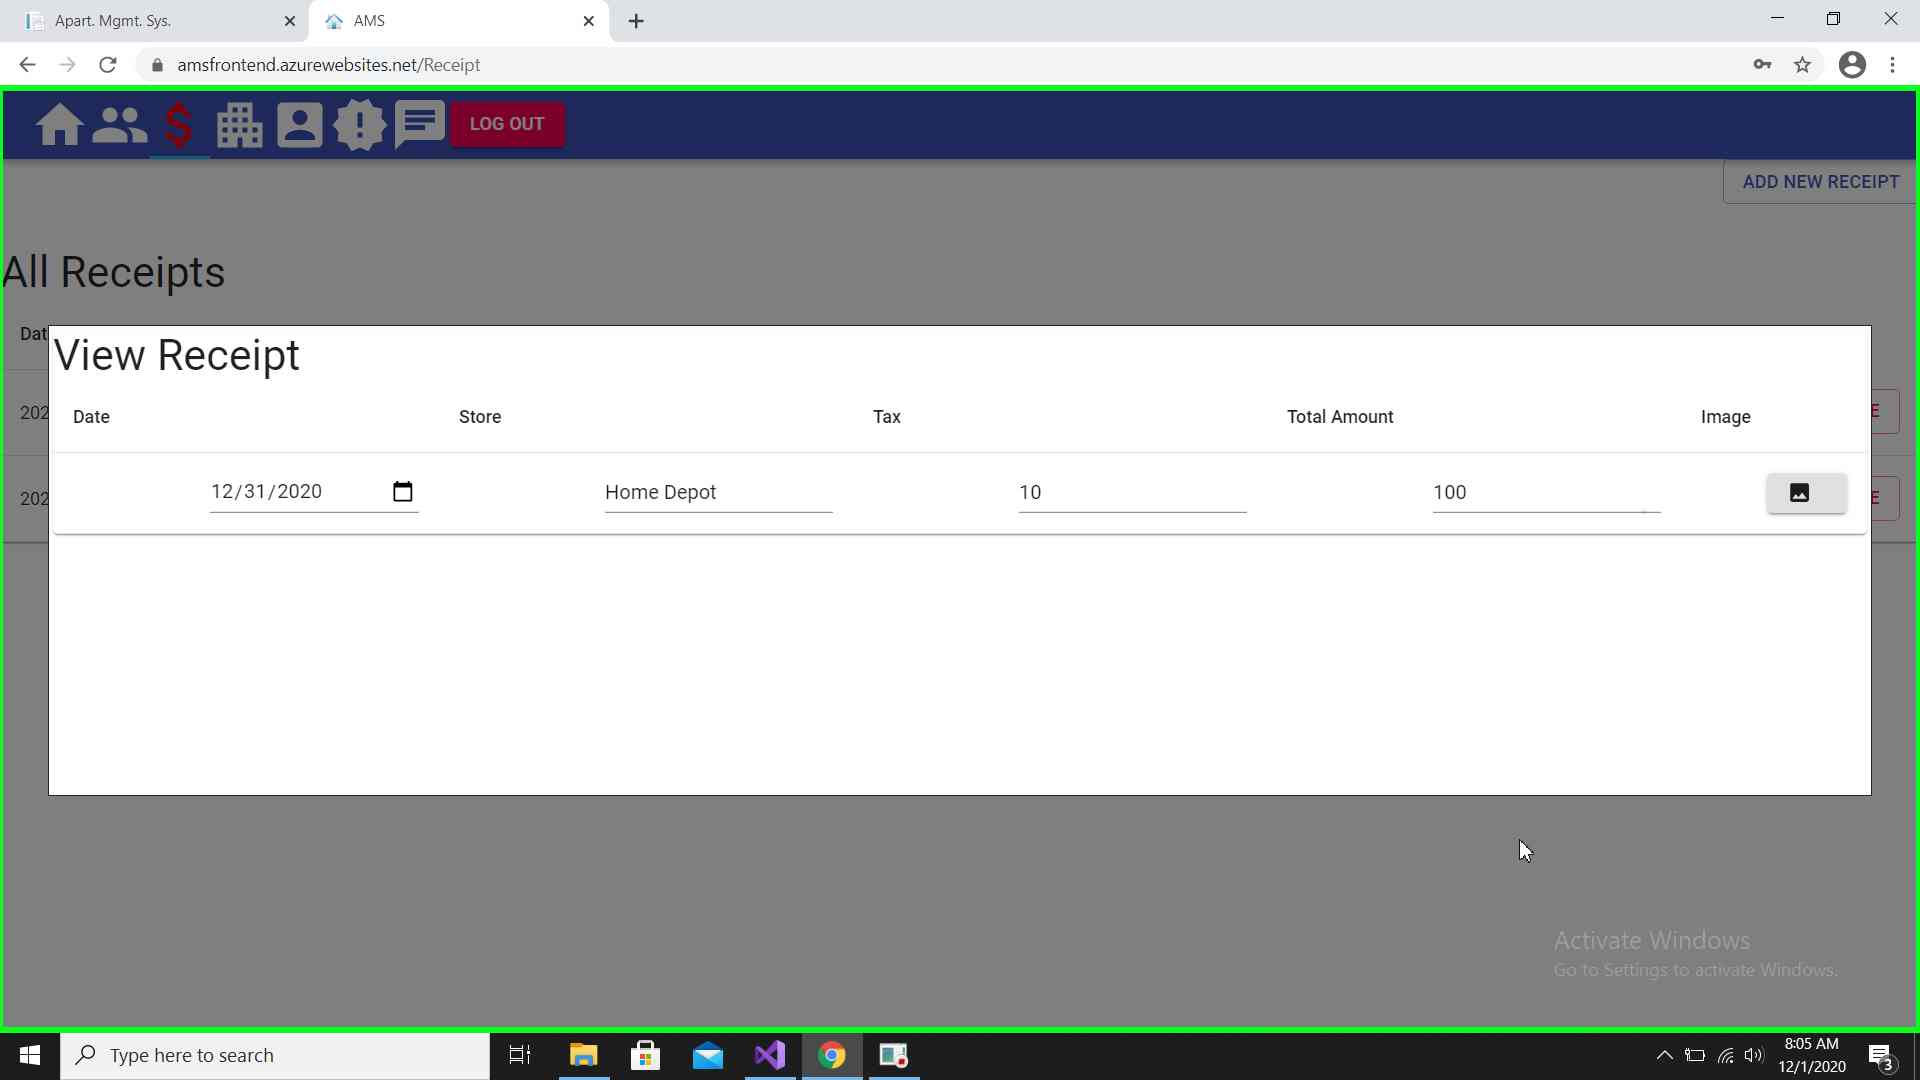 Apart. Mgmt. Sys.
AMS
amsfrontend.azurewebsites.net/Receipt
LOG OUT
ADD NEW RECEIPT
All Receipts
Dat
View Receipt
Date Store Tax Total Amount Image
202
E
12/31/2020 Home Depot 10 100
202
E
Activate Windows
Go to Settings to activate Windows.
Type here to search
8:05 AM
12/1/2020
3